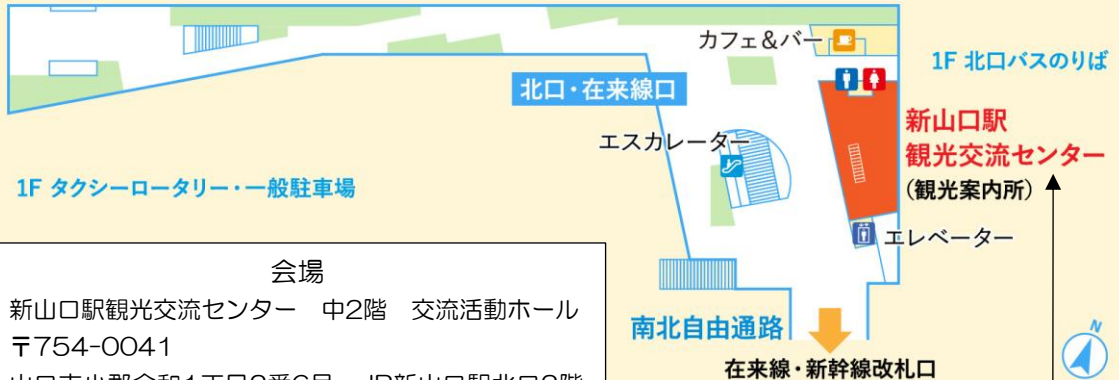 カフェ&バー
1F 北口バスのりば
北口・在来線口
エスカレーター
新山口駅
観光交流センター
(観光案内所)
1F タクシーロータリー・一般駐車場
エレベーター
会場
新山口駅観光交流センター 中2階 交流活動ホール
〒754-0041
南北自由通路
在来線・新幹線改札口
N